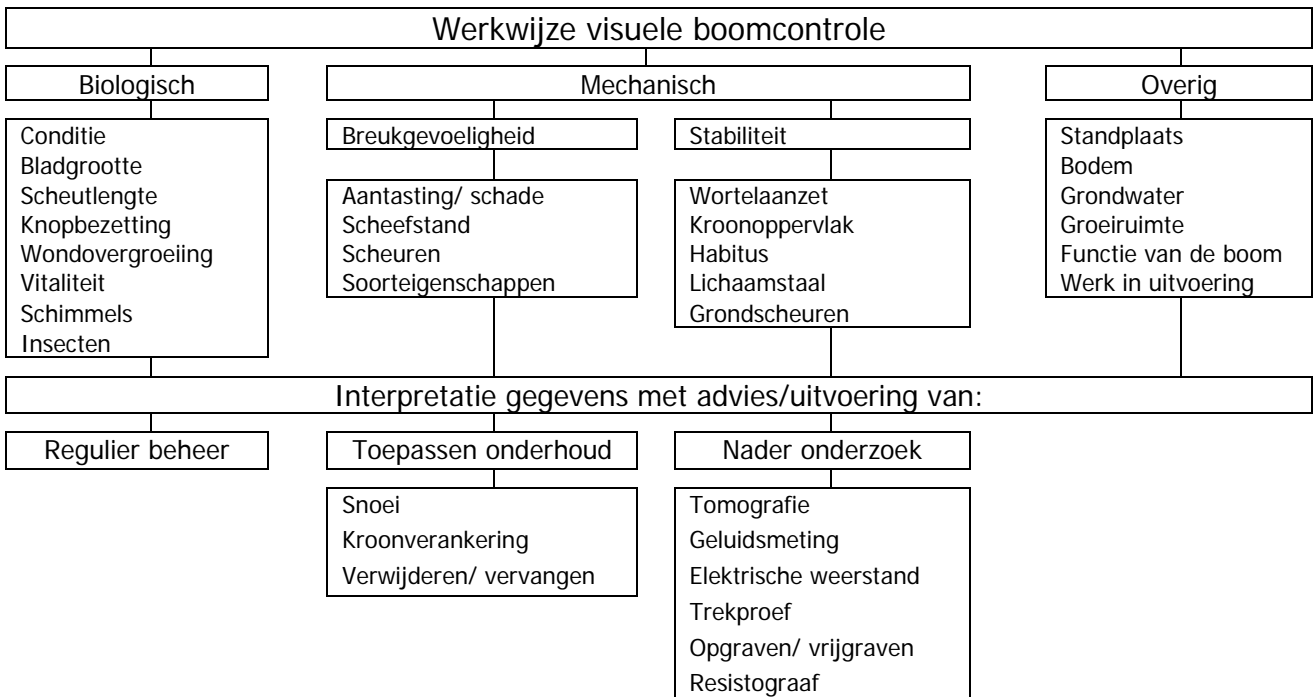 Werkwijze visuele boomcontrole
Biologisch
Mechanisch
Overig
Conditie
Bladgrootte
Scheutlengte
Knopbezetting
Wondovergroeiing
Vitaliteit
Schimmels
Insecten
Breukgevoeligheid
Aantasting/ schade
Scheefstand
Scheuren
Soorteigenschappen
Stabiliteit
Wortelaanzet
Kroonoppervlak
Habitus
Lichaamstaal
Grondscheuren
Standplaats
Bodem
Grondwater
Groeiruimte
Functie van de boom
Werk in uitvoering
Interpretatie gegevens met advies/uitvoering van:
Regulier beheer
Toepassen onderhoud
Nader onderzoek
Snoei
Kroonverankering
Verwijderen/ vervangen
Tomografie
Geluidsmeting
Elektrische weerstand
Trekproef
Opgraven/ vrijgraven
Resistograaf